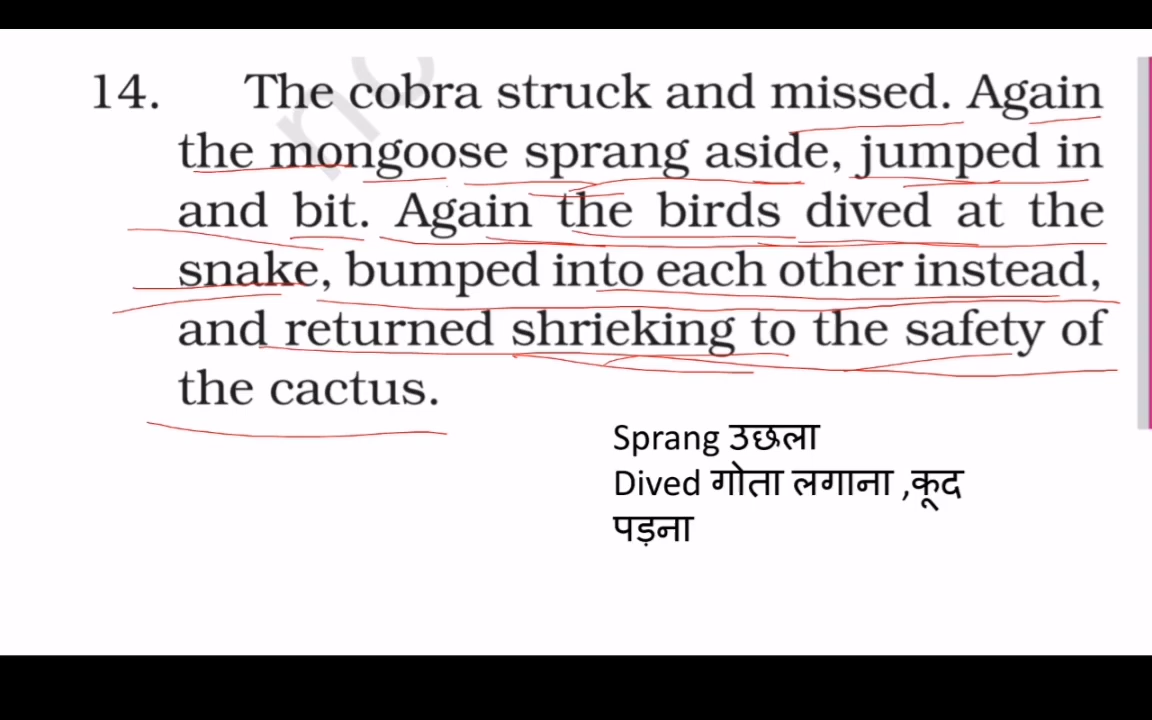 14. The cobra struck and missed. Again
the mongoose sprang aside, jumped in
and bit. Again the birds dived at the
snake, bumped into each other instead,
and returned shrieking to the safety of
the cactus.
Sprang उछला
Dived गोता लगाना ,कूद
पड़ना